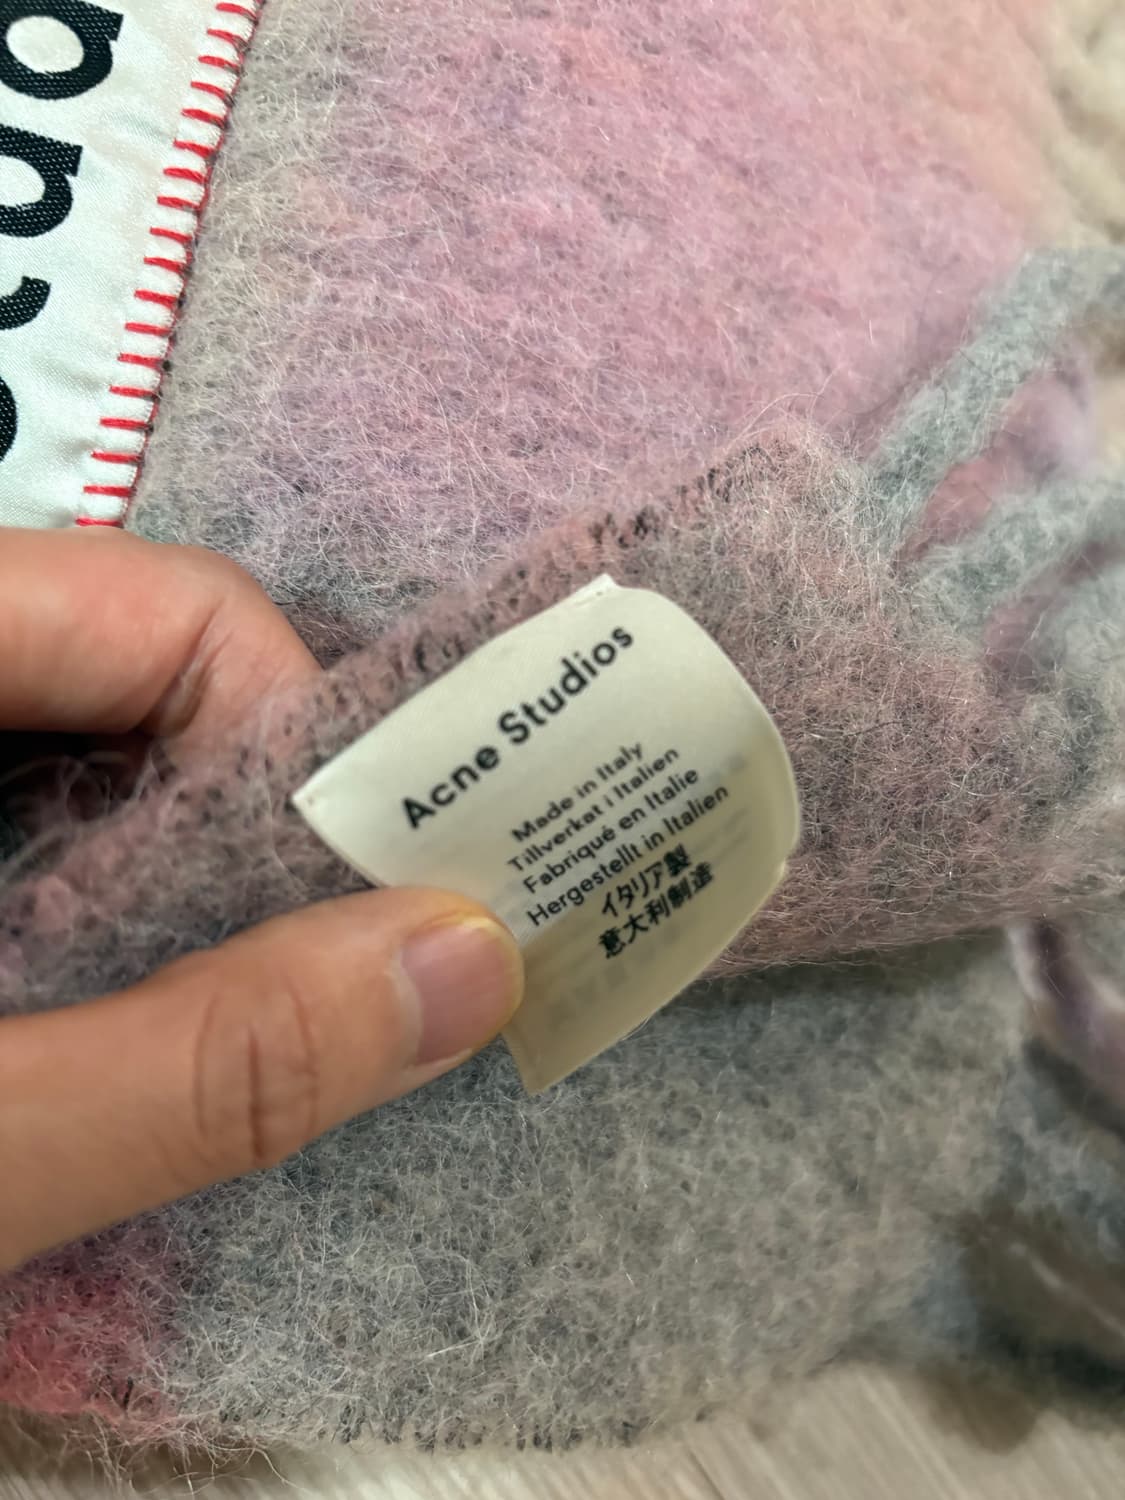 Acne Studios
Made in Italy
Tillverkat i Italien
Fabriqué en Italie
Hergestellt in Italien
イタリア製
意大利制造